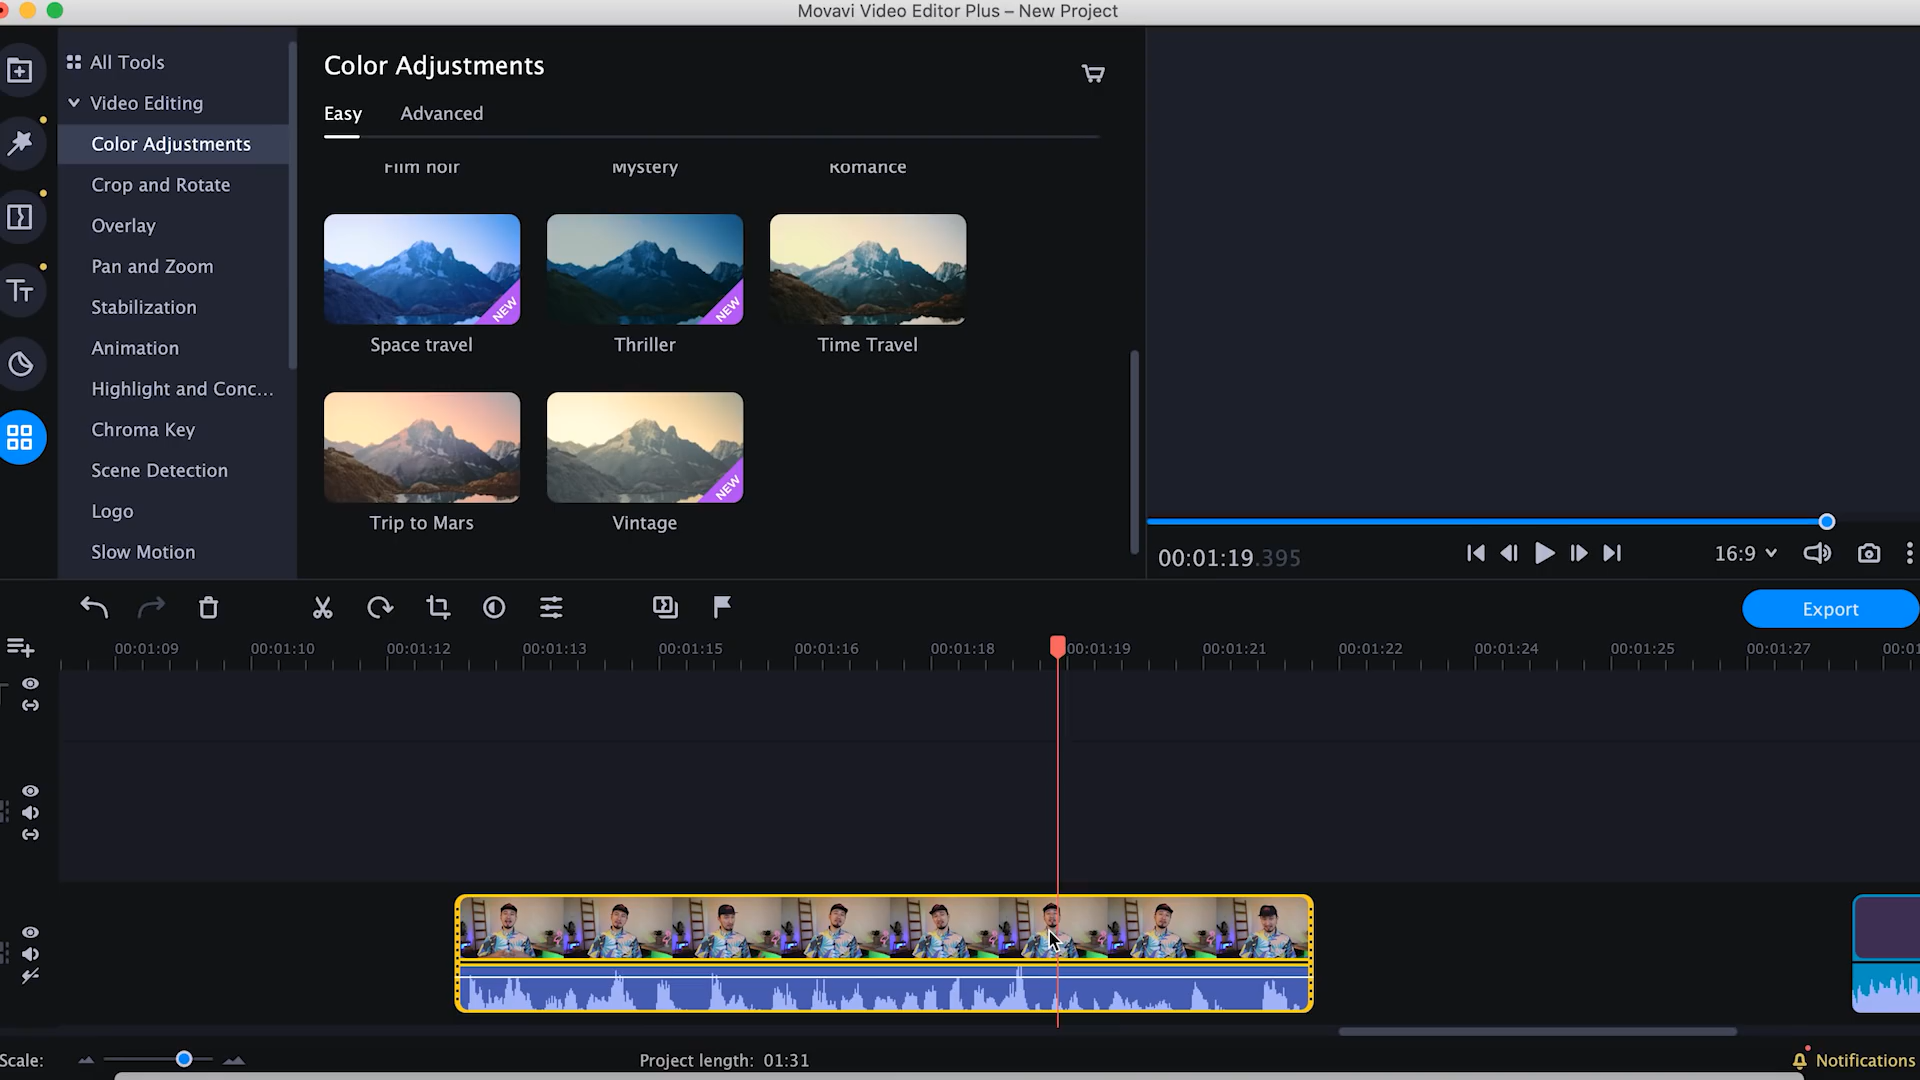 Movavi Video Editor Plus – New Project
All Tools
Video Editing
Color Adjustments
Crop and Rotate
Overlay
Pan and Zoom
Stabilization
Animation
Highlight and Conc...
Chroma Key
Scene Detection
Logo
Slow Motion
Color Adjustments
Easy Advanced
Film noir Mystery Romance
NEW NEW
Space travel Thriller Time Travel
NEW
Trip to Mars Vintage
00:01:19.395
16:9
Export
00:01:09 00:01:10 00:01:12 00:01:13 00:01:15 00:01:16 00:01:18 00:01:19 00:01:21 00:01:22 00:01:24 00:01:25 00:01:27 00:01
Scale:
Project length: 01:31
Notifications